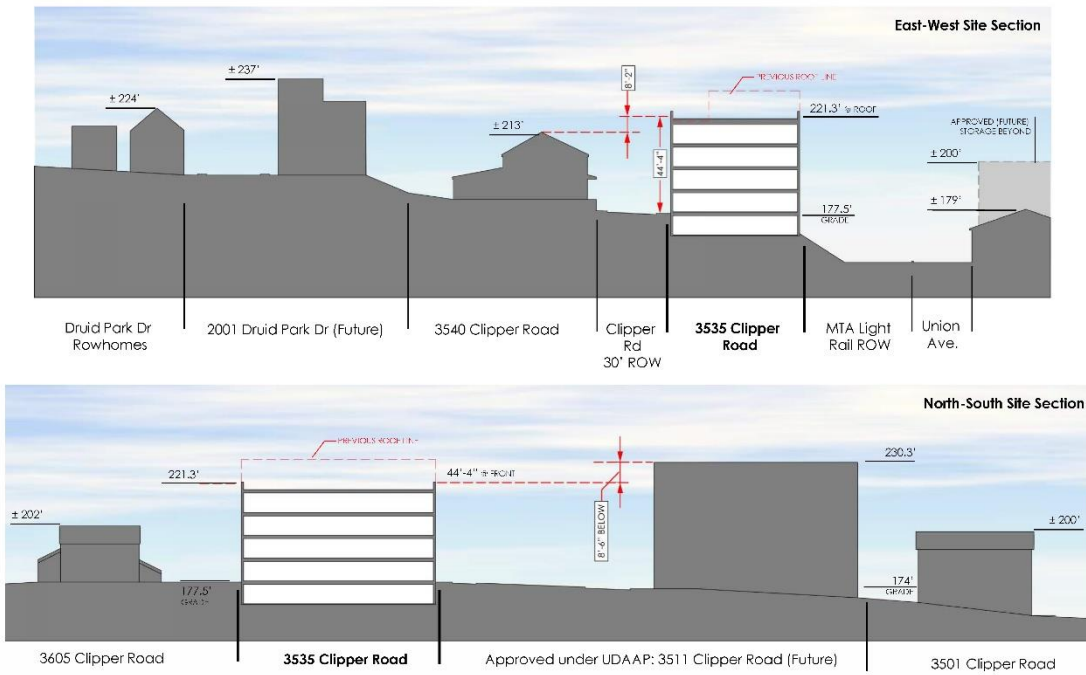 East-West Site Section
± 237'
± 224'
± 213'
8'-2"
44'-4"
PREVIOUS ROOF LINE
221.3' @ ROOF
177.5'
GRADE
APPROVED (FUTURE)
STORAGE BEYOND
± 200'
± 179'
Druid Park Dr
Rowhomes
2001 Druid Park Dr (Future)
3540 Clipper Road
Clipper
Rd
30' ROW
3535 Clipper
Road
MTA Light
Rail ROW
Union
Ave.
North-South Site Section
PREVIOUS ROOF LINE
221.3'
44'-4" @ FRONT
230.3'
8'-6" BELOW
± 202'
± 200'
177.5'
GRADE
174'
GRADE
3605 Clipper Road
3535 Clipper Road
Approved under UDAAP: 3511 Clipper Road (Future)
3501 Clipper Road